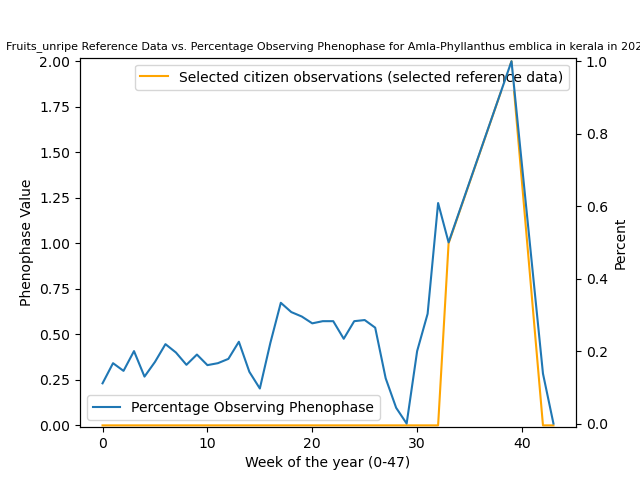 Fruits_unripe Reference Data vs. Percentage Observing Phenophase for Amla-Phyllanthus emblica in kerala in 202
Selected citizen observations (selected reference data)
Percentage Observing Phenophase
2.00
1.75
1.50
1.25
1.00
0.75
0.50
0.25
0.00
Phenophase Value
1.0
0.8
0.6
0.4
0.2
0.0
Percent
0 10 20 30 40
Week of the year (0-47)